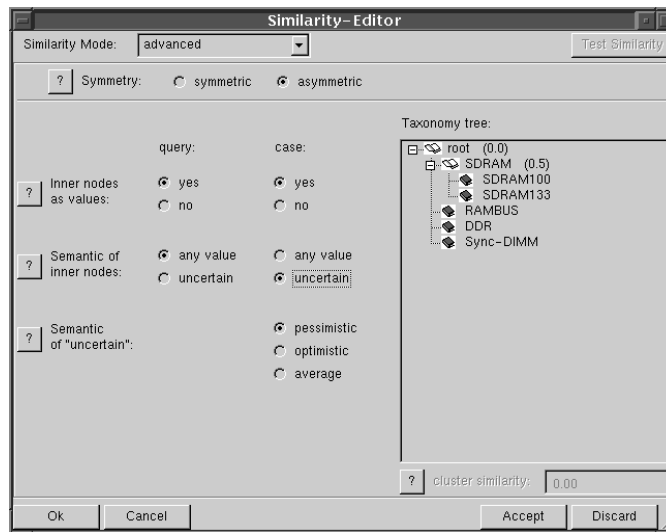 Similarity-Editor
Similarity Mode: advanced Test Similarity
? Symmetry: symmetric asymmetric
Taxonomy tree:
query: case:
? Inner nodes as values:
yes yes
no no
? Semantic of inner nodes:
any value any value
uncertain uncertain
? Semantic of "uncertain":
pessimistic
optimistic
average
root (0.0)
SDRAM (0.5)
SDRAM100
SDRAM133
RAMBUS
DDR
Sync-DIMM
? cluster similarity: 0.00
Ok Cancel Accept Discard